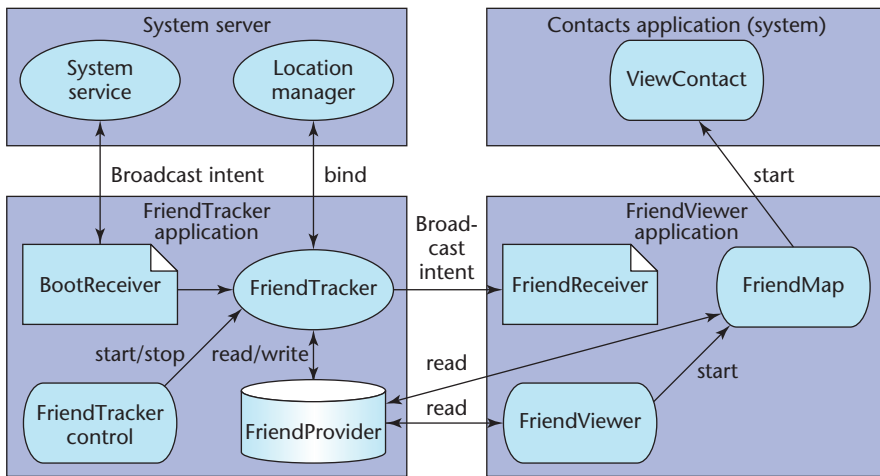 System server
System
service
Location
manager
Contacts application (system)
ViewContact
Broadcast intent
bind
start
FriendTracker
application
BootReceiver
FriendTracker
start/stop
read/write
FriendTracker
control
FriendProvider
Broad-
cast
intent
read
read
FriendViewer
application
FriendReceiver
FriendMap
start
FriendViewer